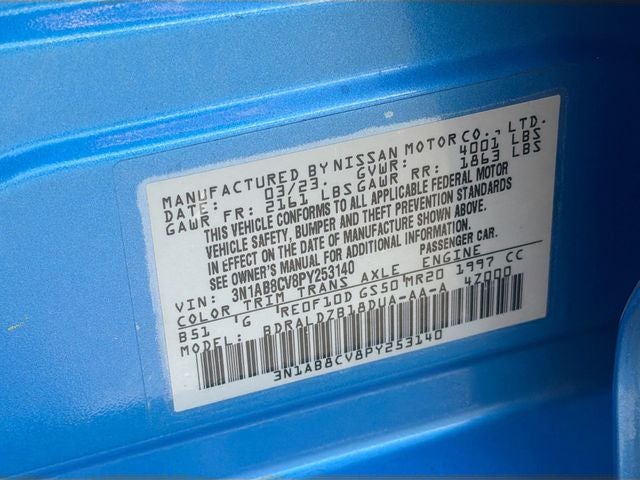 MANUFACTURED BY NISSAN MOTOR CO., LTD.
DATE: 03/23. GVWR: 4001 LBS
GAWR FR: 2161 LBS GAWR RR: 1863 LBS
THIS VEHICLE CONFORMS TO ALL APPLICABLE FEDERAL MOTOR
VEHICLE SAFETY, BUMPER AND THEFT PREVENTION STANDARDS
IN EFFECT ON THE DATE OF MANUFACTURE SHOWN ABOVE.
SEE OWNER'S MANUAL FOR ADDITIONAL INFORMATION.
VIN: 3N1AB8CV8PY253140 PASSENGER CAR.
COLOR TRIM TRANS AXLE ENGINE
B51 'G 'RE0F10D GS50 MR20 1997 CC
BDRALDZB18DUA-AA-A 47000
3N1AB8CV8PY253140